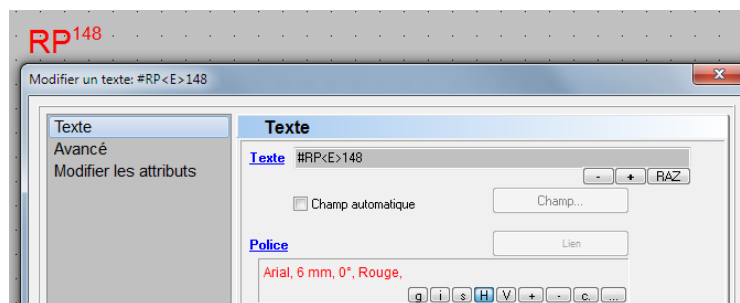 RP148
Modifier un texte: #RP<E>148
x
Texte
Avancé
Modifier les attributs
Texte
Texte #RP<E>148
- + RAZ
Champ automatique Champ...
Police Lien
Arial, 6 mm, 0°, Rouge,
g i s H V + - c. ...